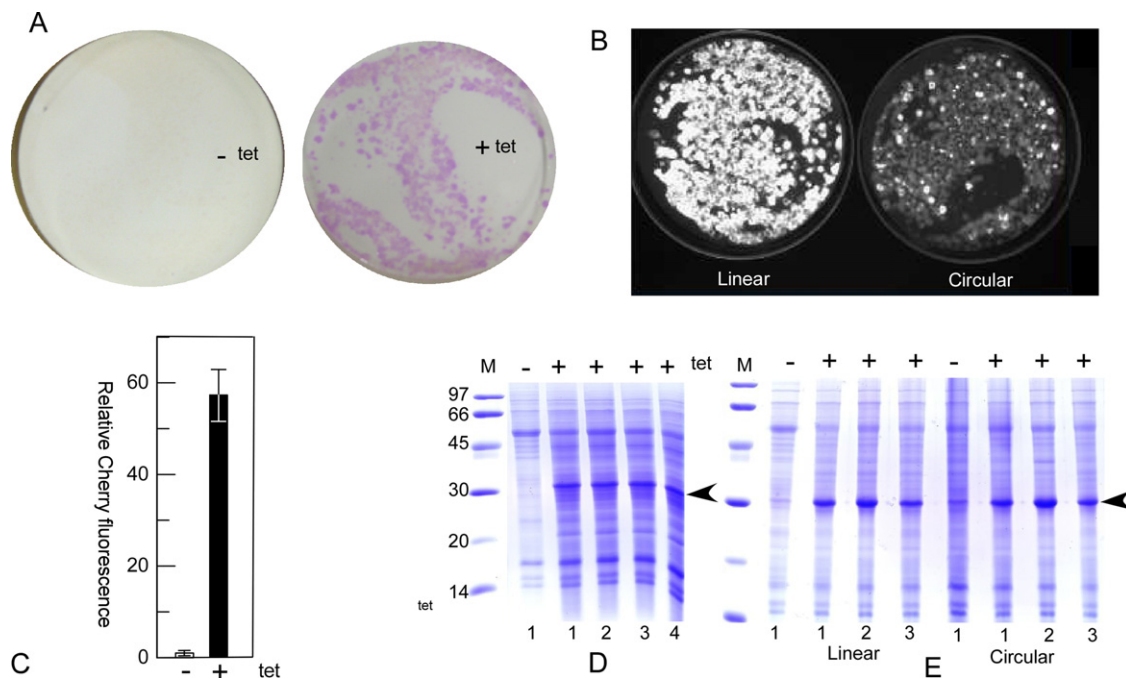 A
- tet
+ tet
B
Linear
Circular
Relative Cherry fluorescence
60
40
20
0
- + tet
C
M - + + + + tet
97
66
45
30
20
14
tet
1 1 2 3 4
D
M - + + + - + + +
1 1 2 3 1 1 2 3
Linear Circular
E